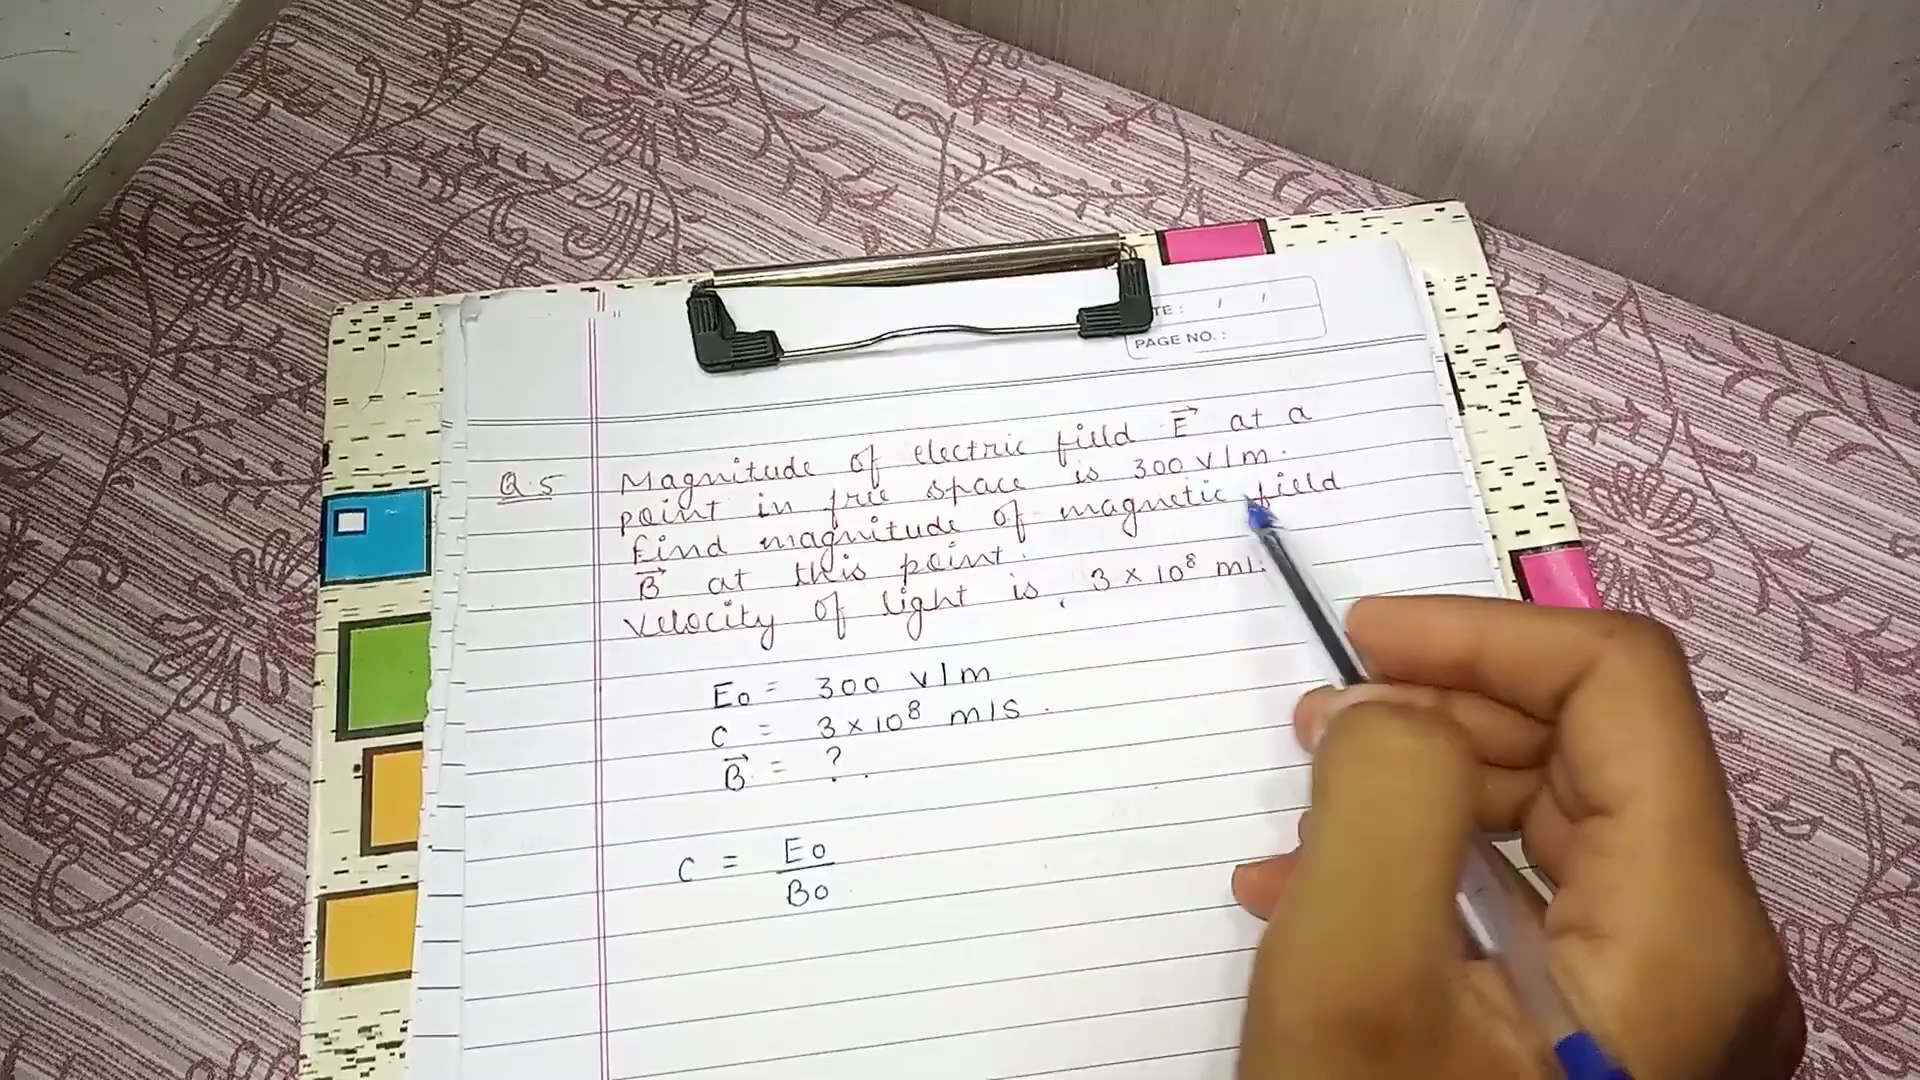 TE : / /
PAGE NO. :
Q.5 Magnitude of electric field E⃗ at a
point in free space is 300 V/m.
find magnitude of magnetic field
B⃗ at this point.
Velocity of light is 3 × 10⁸ m/
E₀ = 300 V/m
C = 3×10⁸ m/s.
B⃗ = ?
C = E₀/B₀